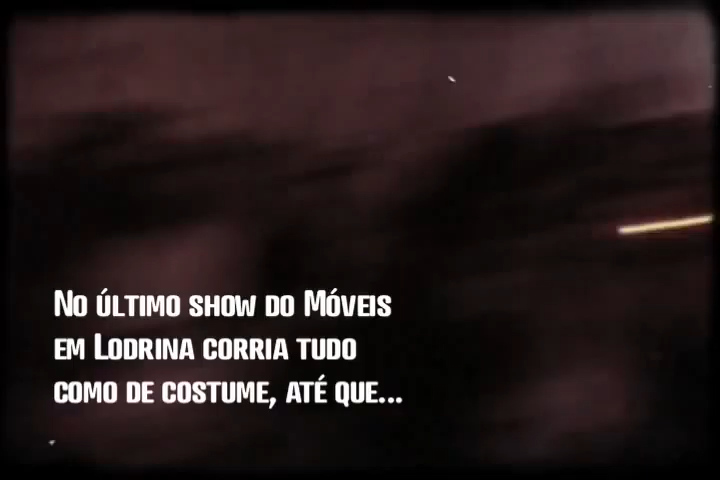 No último show do Móveis
em Lodrina corria tudo
como de costume, até que...